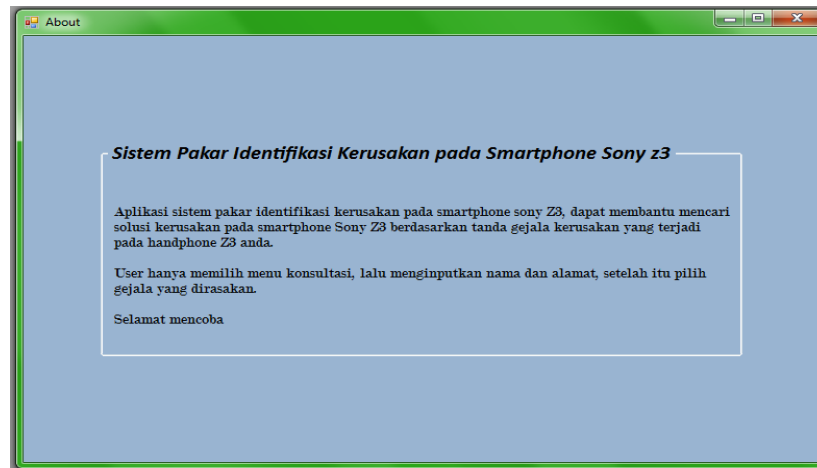 About
Sistem Pakar Identifikasi Kerusakan pada Smartphone Sony z3
Aplikasi sistem pakar identifikasi kerusakan pada smartphone sony Z3, dapat membantu mencari
solusi kerusakan pada smartphone Sony Z3 berdasarkan tanda gejala kerusakan yang terjadi
pada handphone Z3 anda.
User hanya memilih menu konsultasi, lalu menginputkan nama dan alamat, setelah itu pilih
gejala yang dirasakan.
Selamat mencoba